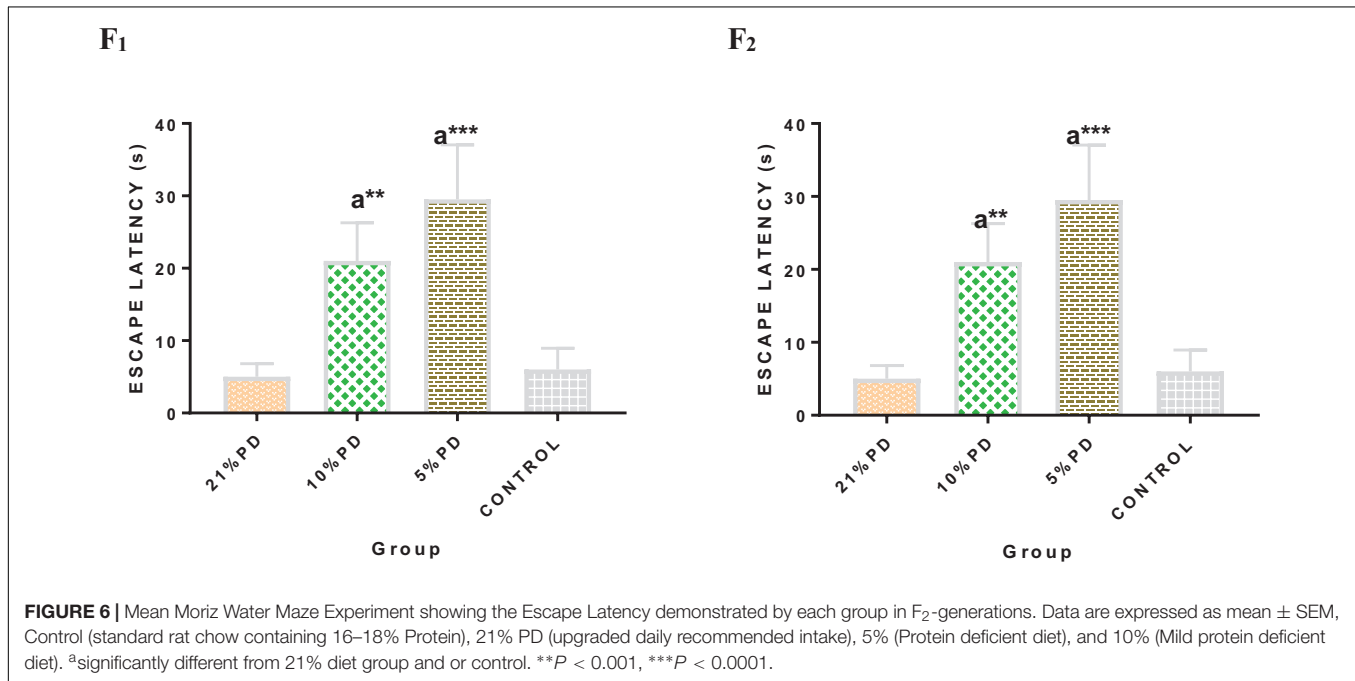 F₁
F₂
ESCAPE LATENCY (s)
40
30
20
10
0
a**
a***
21%PD
10%PD
5%PD
CONTROL
Group
ESCAPE LATENCY (s)
40
30
20
10
0
a**
a***
21%PD
10%PD
5%PD
CONTROL
Group
FIGURE 6 | Mean Moriz Water Maze Experiment showing the Escape Latency demonstrated by each group in F₂-generations. Data are expressed as mean ± SEM,
Control (standard rat chow containing 16–18% Protein), 21% PD (upgraded daily recommended intake), 5% (Protein deficient diet), and 10% (Mild protein deficient
diet). ᵃsignificantly different from 21% diet group and or control. **P < 0.001, ***P < 0.0001.